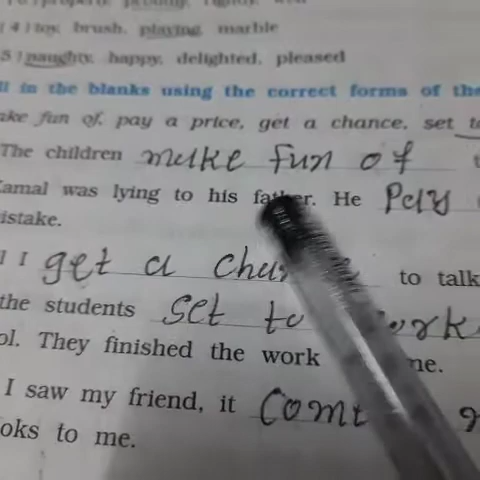 (4) toy, brush, playing, marble
5) naughty, happy, delighted, pleased
ll in the blanks using the correct forms of the
ake fun of, pay a price, get a chance, set to
The children make fun of
Kamal was lying to his father. He Pay
istake.
I I get a to talk
the students set to work
ol. They finished the work me.
I saw my friend, it
oks to me.